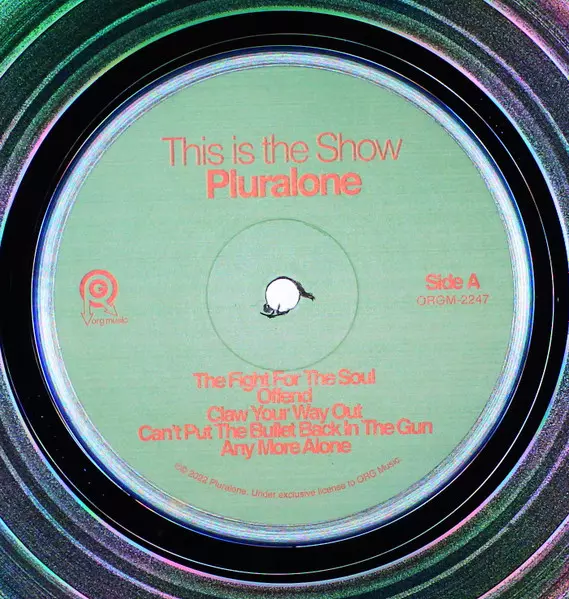 This is the Show
Pluralone
Side A
ORGM-2247
org music
The Fight For The Soul
Offend
Claw Your Way Out
Can't Put The Bullet Back In The Gun
Any More Alone
℗© 2022 Pluralone. Under exclusive license to ORG Music.